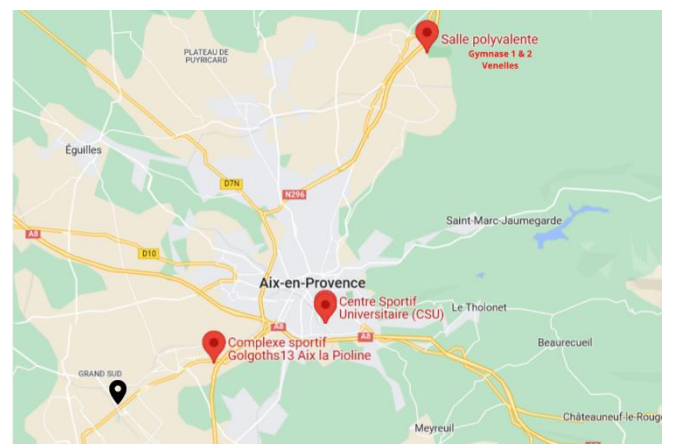 Salle polyvalente
Gymnase 1 & 2
Venelles
PLATEAU DE
PUYRICARD
Éguilles
D7N
N296
Saint-Marc-Jaumegarde
A8
D10
Aix-en-Provence
Centre Sportif
Universitaire (CSU)
Le Tholonet
A8
A8
Complexe sportif
Golgoths13 Aix la Pioline
Beaurecueil
GRAND SUD
Châteauneuf-le-Rouge
Meyreuil